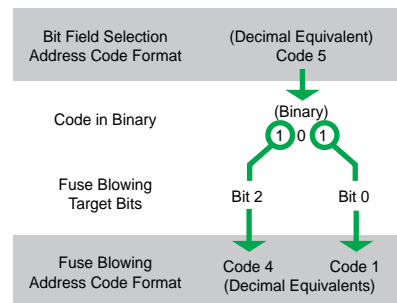 Bit Field Selection
Address Code Format
(Decimal Equivalent)
Code 5
Code in Binary
(Binary)
1 0 1
Fuse Blowing
Target Bits
Bit 2
Bit 0
Fuse Blowing
Address Code Format
Code 4
Code 1
(Decimal Equivalents)